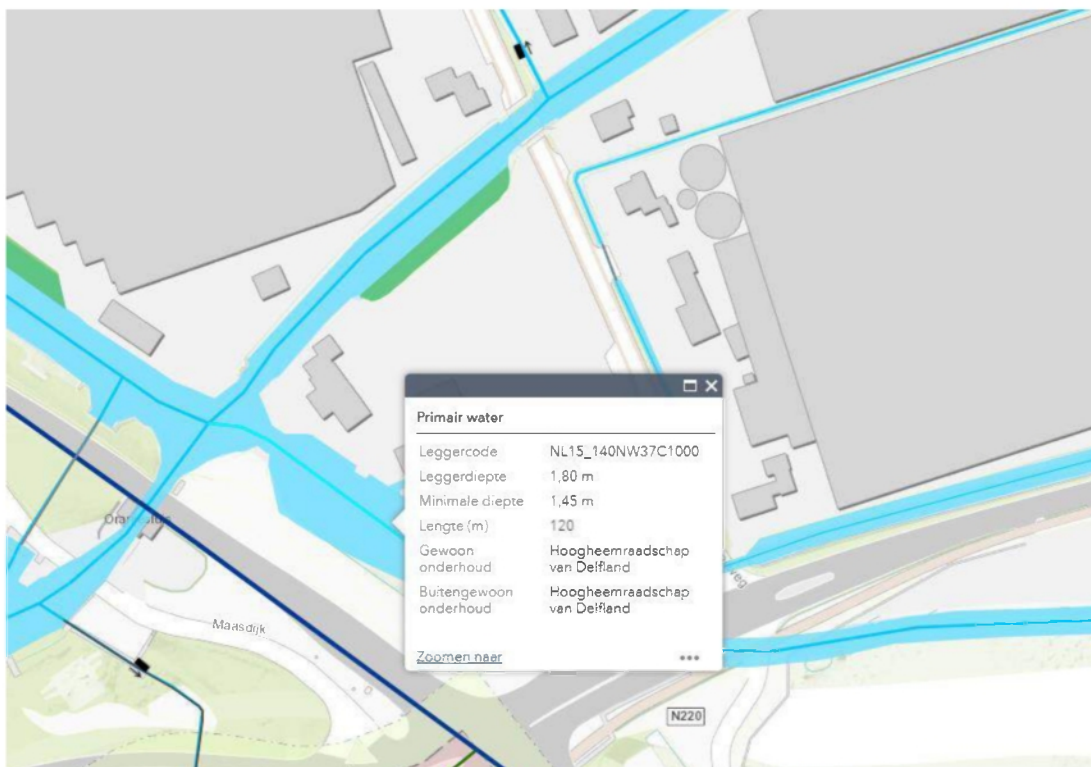 Primair water
Leggercode NL15_140NW37C1000
Leggerdiepte 1,80 m
Minimale diepte 1,45 m
Lengte (m) 120
Gewoon Hoogheemraadschap
onderhoud van Delfland
Buitengewoon Hoogheemraadschap
onderhoud van Delfland
Zoomen naar
Maasdijk
N220